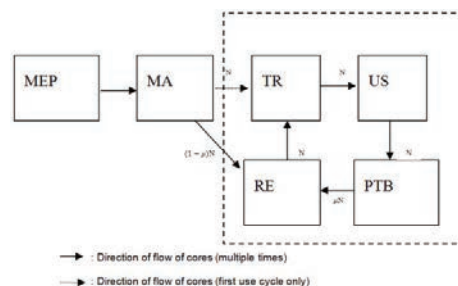 MEP MA N TR N US
(1 − μ)N N N
RE μN PTB
: Direction of flow of cores (multiple times)
: Direction of flow of cores (first use cycle only)